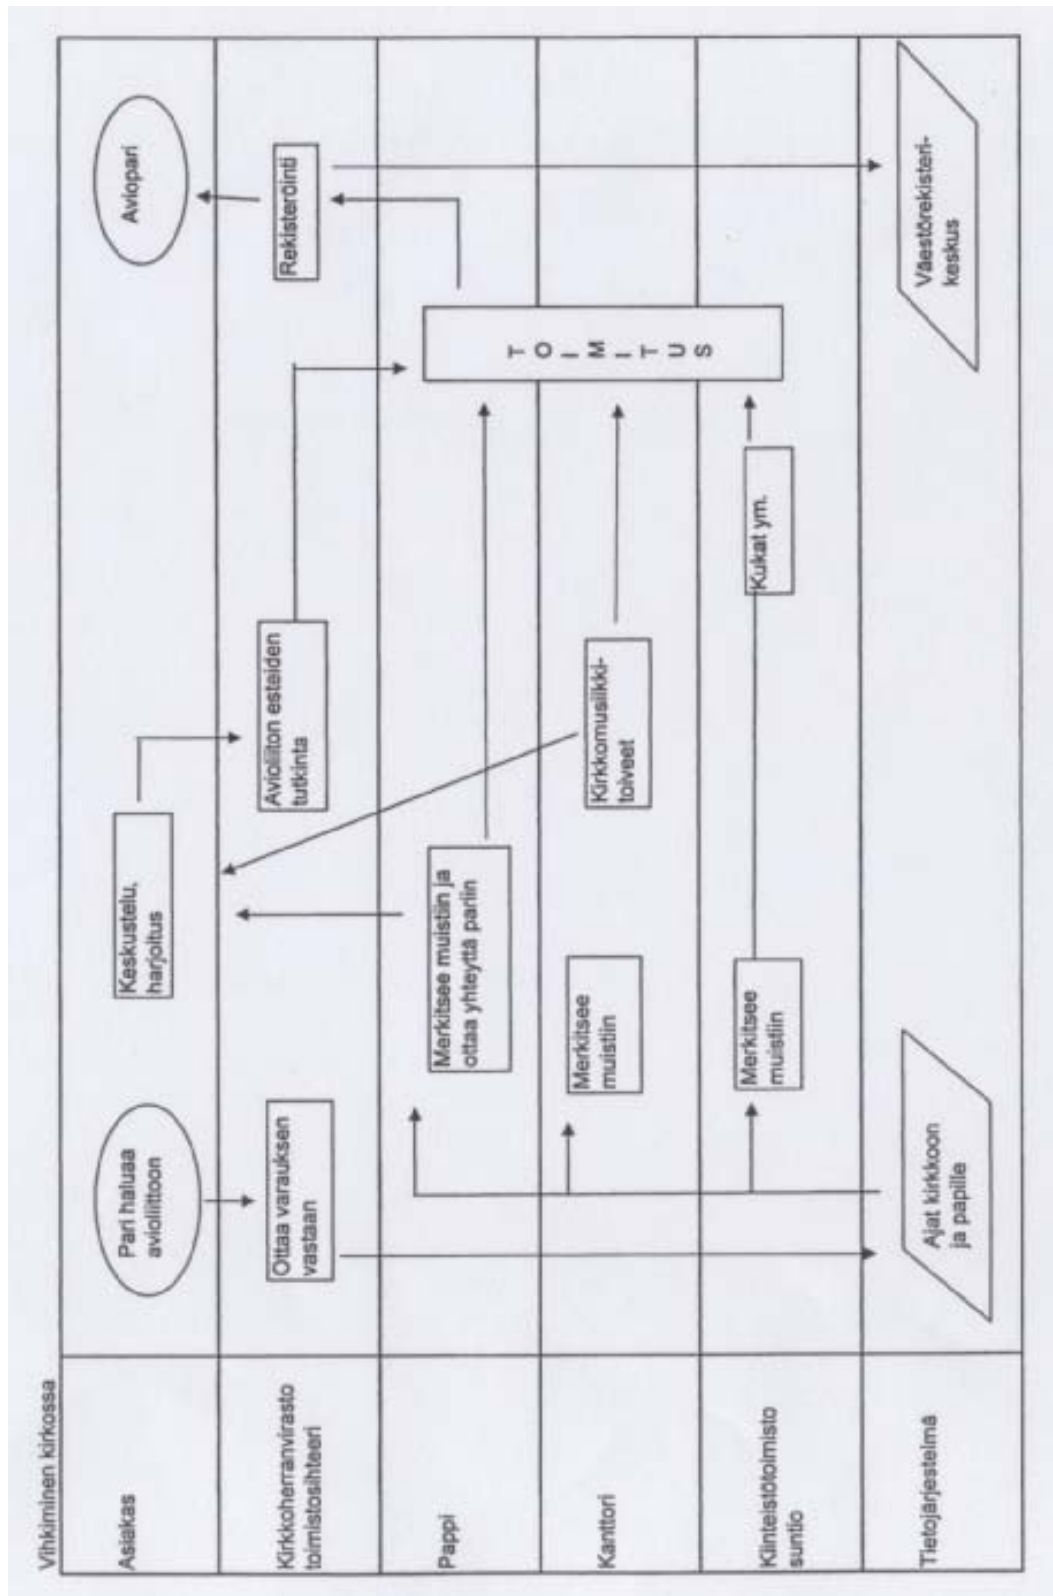 Vihkiminen kirkossa
Asiakas
Pari haluaa
avioliittoon
Keskustelu,
harjoitus
Aviopari
Kirkkoherranvirasto
toimistosihteeri
Ottaa varauksen
vastaan
Avioliiton esteiden
tutkinta
Rekisteröinti
Pappi
Merkitsee muistiin ja
ottaa yhteyttä pariin
TOIMITUS
Kanttori
Merkitsee
muistiin
Kirkkomusiikki-
toiveet
Kiinteistötoimisto
suntio
Merkitsee
muistiin
Kukat ym.
Tietojärjestelmä
Ajat kirkkoon
ja papille
Väestörekisteri-
keskus